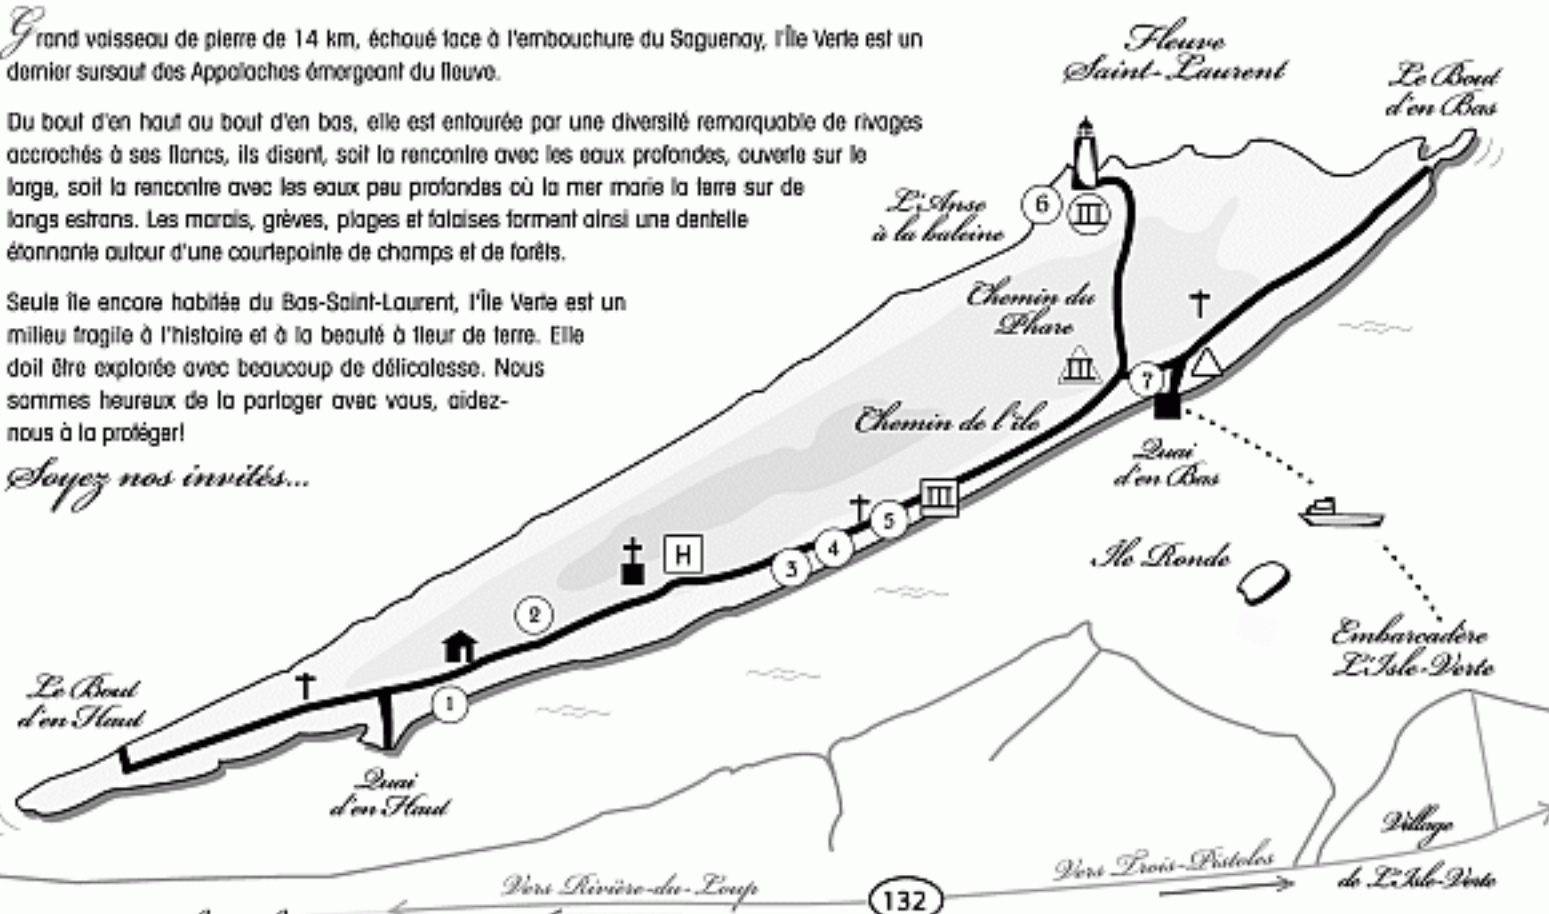 Grand vaisseau de pierre de 14 km, échoué face à l'embouchure du Saguenay, l'Île Verte est un
dernier sursaut des Appalaches émergeant du fleuve.
Du bout d'en haut au bout d'en bas, elle est entourée par une diversité remarquable de rivages
accrochés à ses flancs, ils disent, soit la rencontre avec les eaux profondes, ouverte sur le
large, soit la rencontre avec les eaux peu profondes où la mer marie la terre sur de
longs estrans. Les marais, grèves, plages et falaises forment ainsi une dentelle
étonnante autour d'une courtepointe de champs et de forêts.
Seule île encore habitée du Bas-Saint-Laurent, l'Île Verte est un
milieu fragile à l'histoire et à la beauté à fleur de terre. Elle
doit être explorée avec beaucoup de délicatesse. Nous
sommes heureux de la partager avec vous, aidez-
nous à la protéger!
Soyez nos invités...
Fleuve
Saint-Laurent
Le Bout
d'en Bas
L'Anse
à la baleine
6
Chemin du
Phare
7
Chemin de l'île
Quai
d'en Bas
5
4
3
H
2
1
Île Ronde
Embarcadère
L'Isle-Verte
Le Bout
d'en Haut
Quai
d'en Haut
Village
de L'Isle-Verte
Vers Trois-Pistoles
Vers Rivière-du-Loup
132